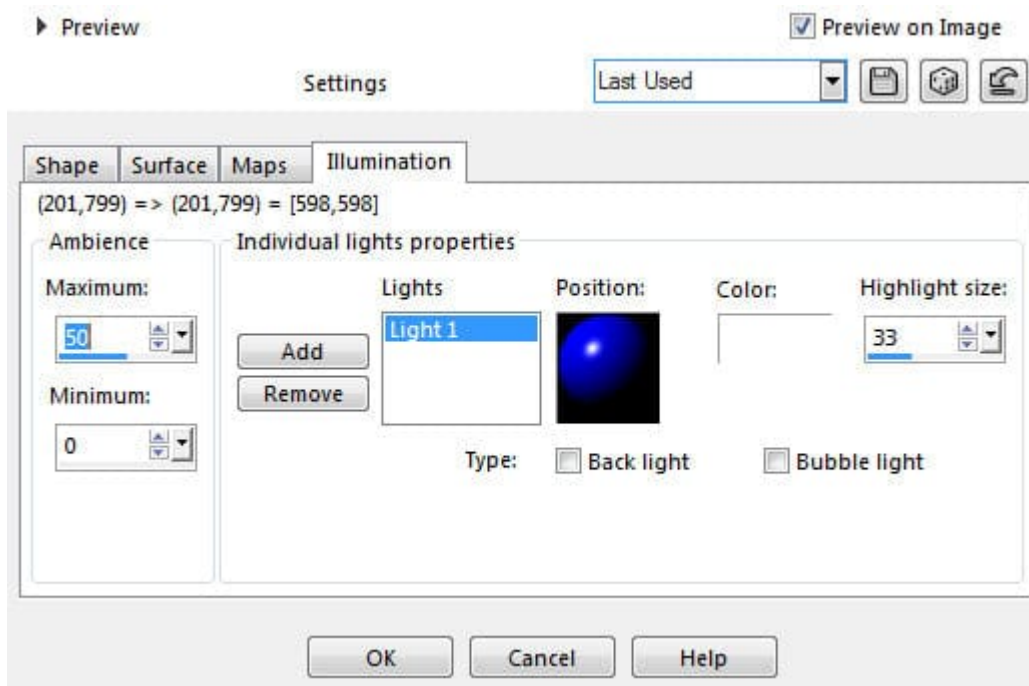 Preview
Preview on Image
Settings
Last Used
Shape Surface Maps Illumination
(201,799) => (201,799) = [598,598]
Ambience
Individual lights properties
Maximum:
Lights
Position:
Color:
Highlight size:
50
Light 1
33
Add
Remove
Minimum:
0
Type:
Back light
Bubble light
OK
Cancel
Help